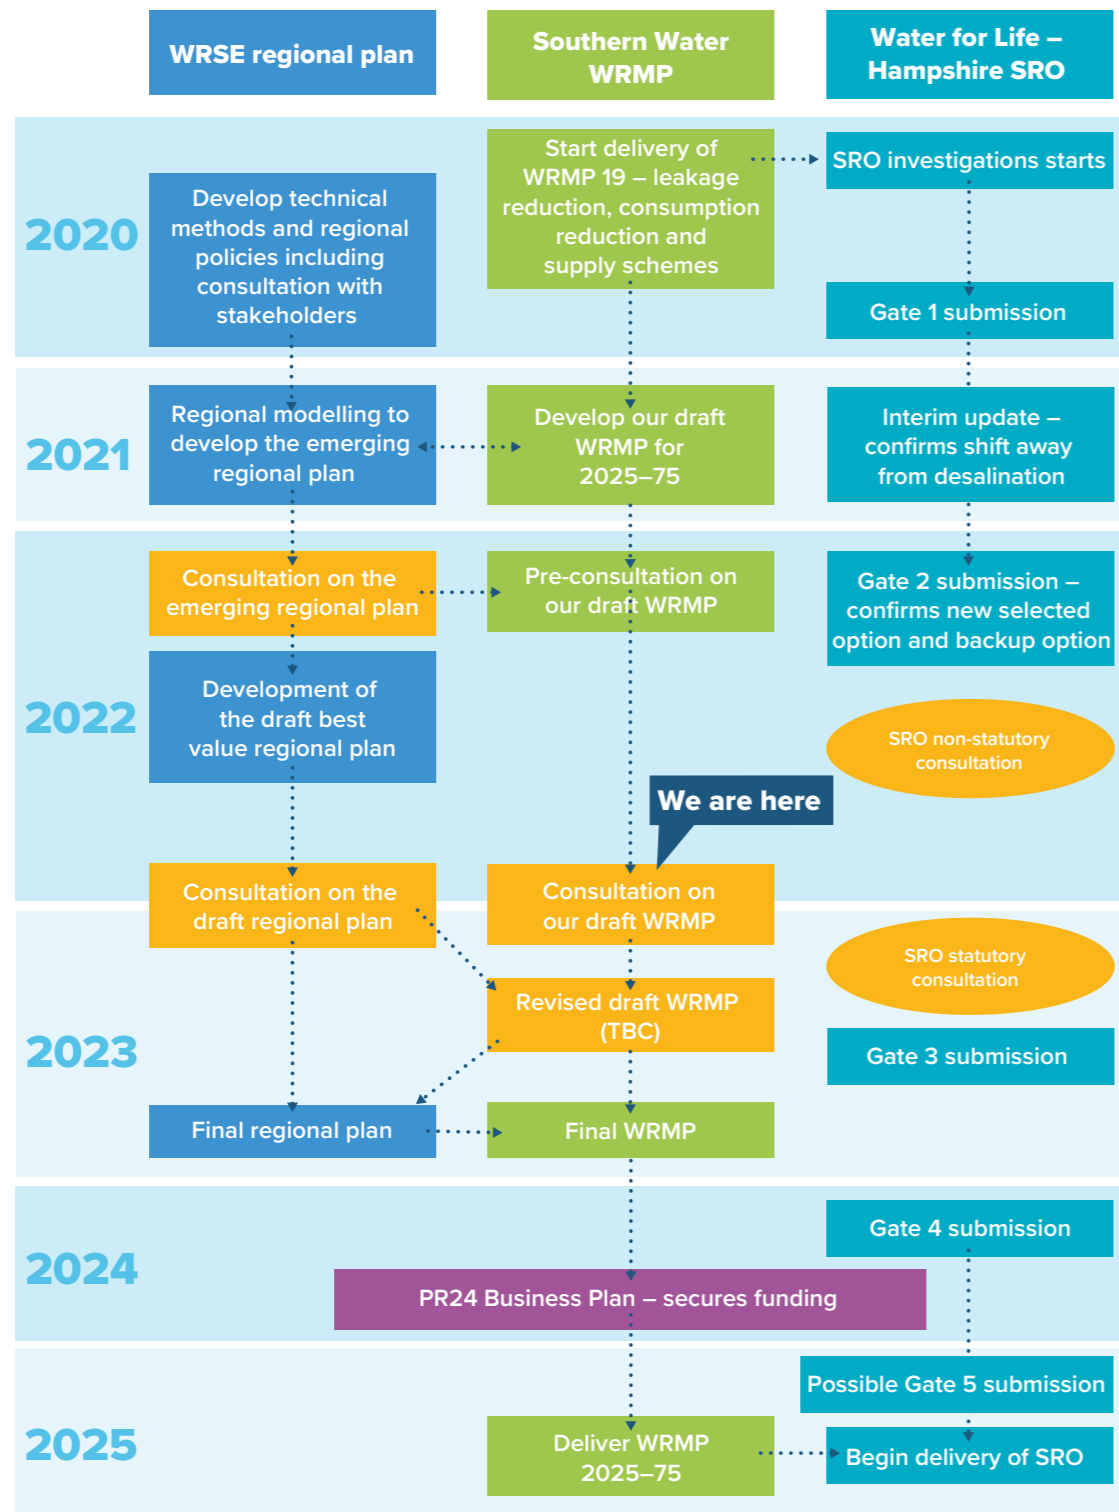 WRSE regional plan
Southern Water
WRMP
Water for Life –
Hampshire SRO
2020
Develop technical
methods and regional
policies including
consultation with
stakeholders
Start delivery of
WRMP 19 – leakage
reduction, consumption
reduction and
supply schemes
SRO investigations starts
Gate 1 submission
2021
Regional modelling to
develop the emerging
regional plan
Develop our draft
WRMP for
2025–75
Interim update –
confirms shift away
from desalination
2022
Consultation on the
emerging regional plan
Pre-consultation on
our draft WRMP
Gate 2 submission –
confirms new selected
option and backup option
Development of
the draft best
value regional plan
SRO non-statutory
consultation
We are here
Consultation on the
draft regional plan
Consultation on
our draft WRMP
2023
SRO statutory
consultation
Revised draft WRMP
(TBC)
Gate 3 submission
Final regional plan
Final WRMP
2024
Gate 4 submission
PR24 Business Plan – secures funding
2025
Possible Gate 5 submission
Deliver WRMP
2025–75
Begin delivery of SRO